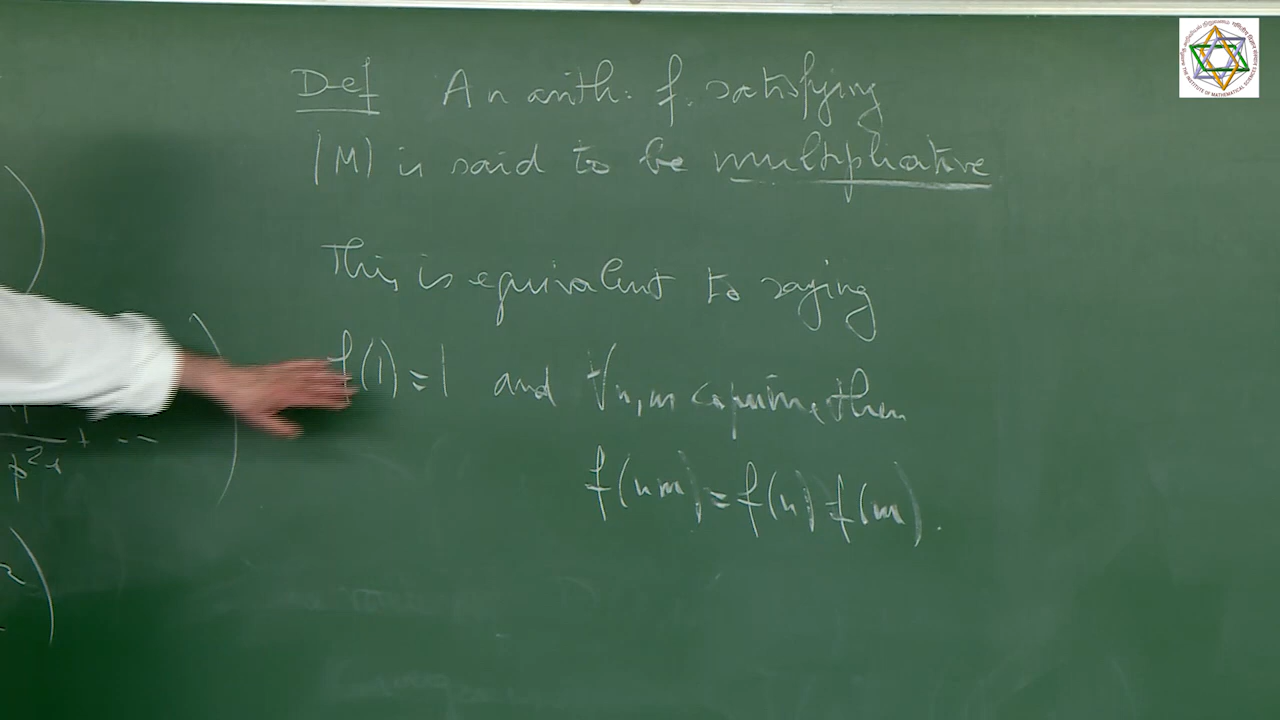 Def An arith. f. satisfying
(M) is said to be multiplicative
This is equivalent to saying
f(1) = 1 and ∀n, m coprime, then
f(nm) = f(n) f(m).